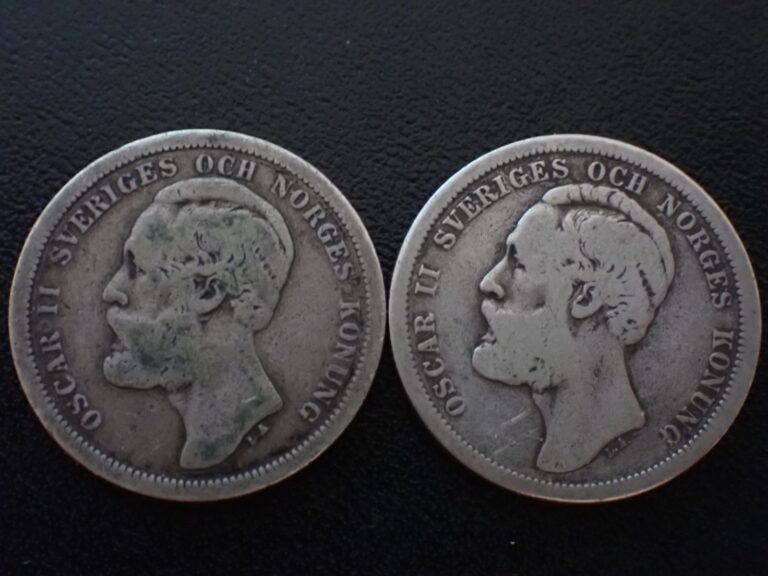 OSCAR II SVERIGES OCH NORGES KONUNG
L.A
OSCAR II SVERIGES OCH NORGES KONUNG
L.A